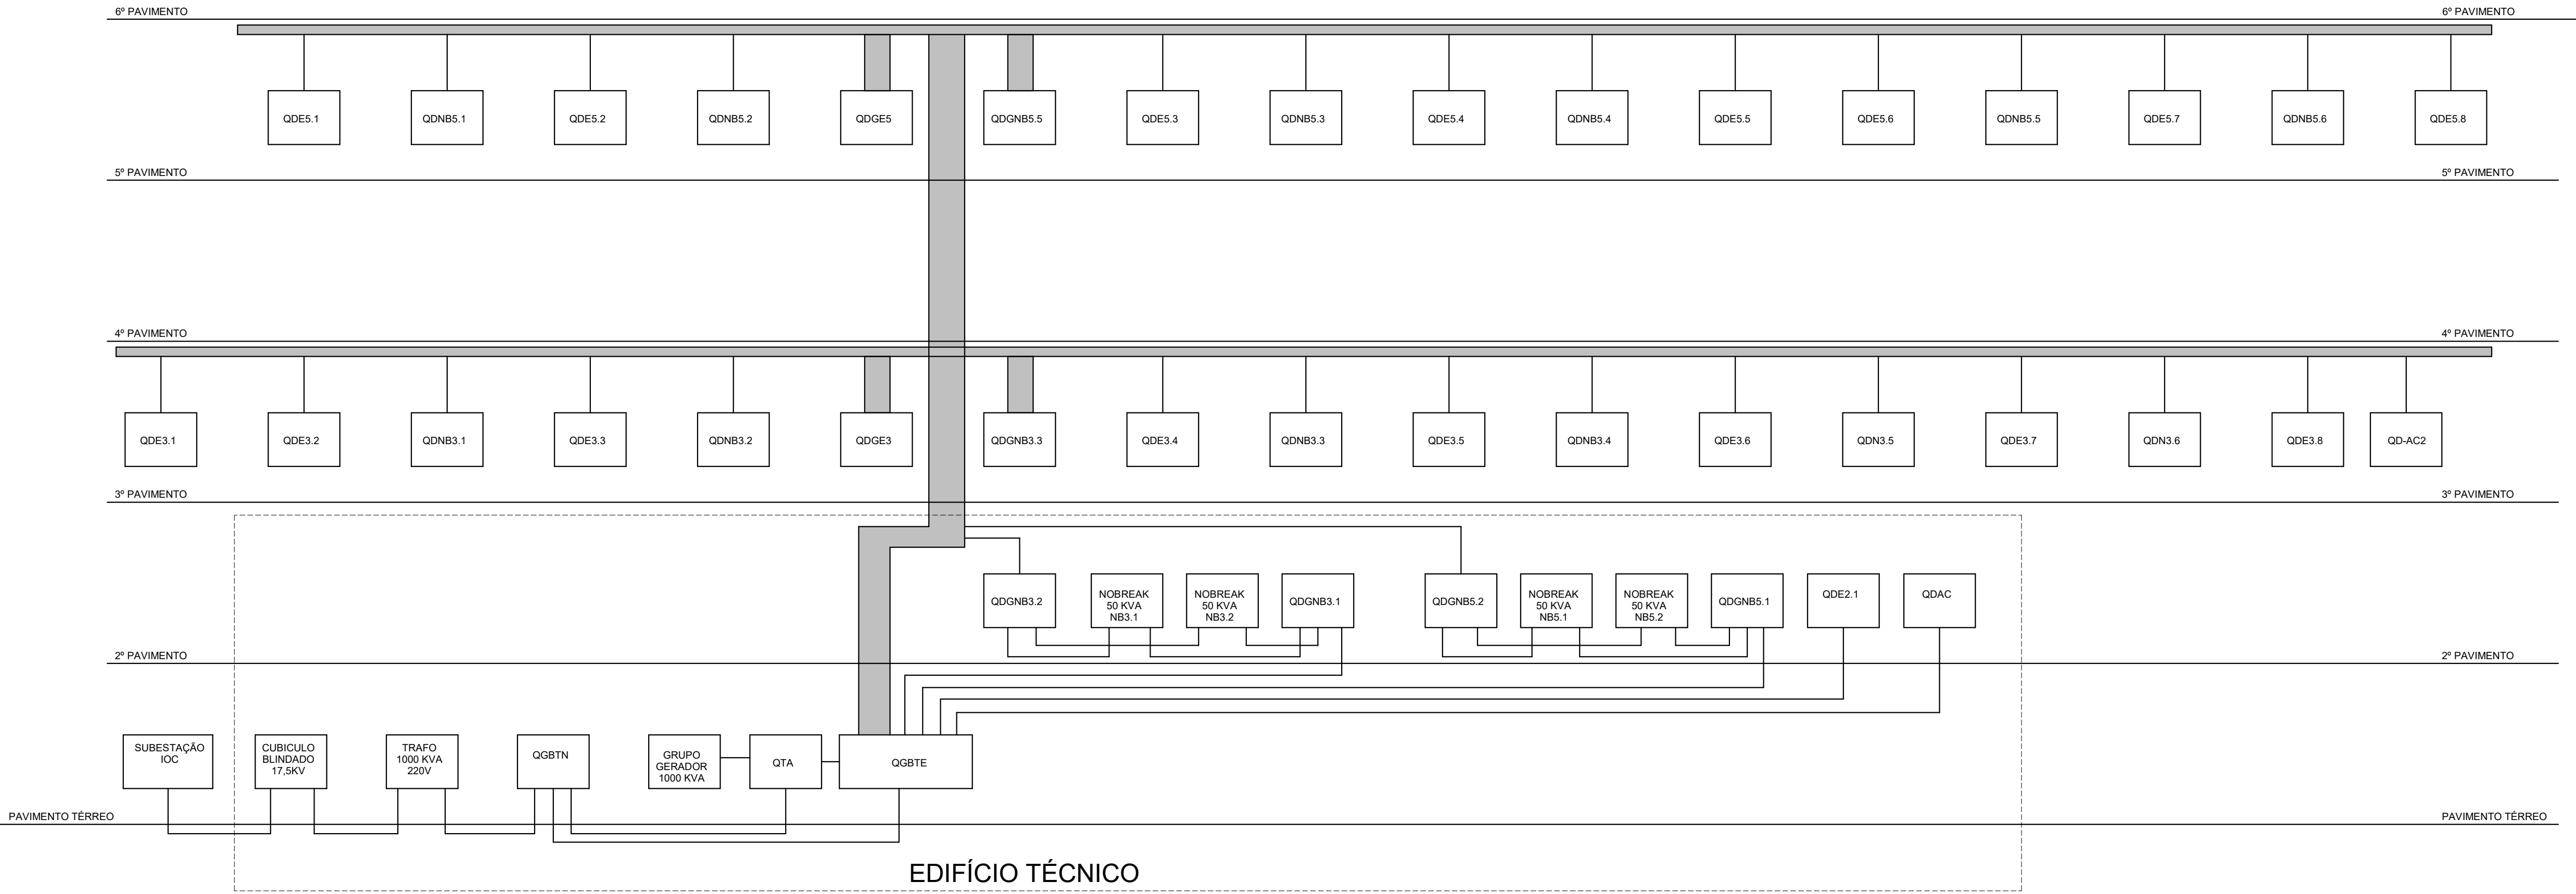 6º PAVIMENTO
6º PAVIMENTO
QDE5.1
QDNB5.1
QDE5.2
QDNB5.2
QDGE5
QDGNB5.5
QDE5.3
QDNB5.3
QDE5.4
QDNB5.4
QDE5.5
QDE5.6
QDNB5.5
QDE5.7
QDNB5.6
QDE5.8
5º PAVIMENTO
5º PAVIMENTO
4º PAVIMENTO
4º PAVIMENTO
QDE3.1
QDE3.2
QDNB3.1
QDE3.3
QDNB3.2
QDGE3
QDGNB3.3
QDE3.4
QDNB3.3
QDE3.5
QDNB3.4
QDE3.6
QDN3.5
QDE3.7
QDN3.6
QDE3.8
QD-AC2
3º PAVIMENTO
3º PAVIMENTO
QDGNB3.2
NOBREAK
50 KVA
NB3.1
NOBREAK
50 KVA
NB3.2
QDGNB3.1
QDGNB5.2
NOBREAK
50 KVA
NB5.1
NOBREAK
50 KVA
NB5.2
QDGNB5.1
QDE2.1
QDAC
2º PAVIMENTO
2º PAVIMENTO
SUBESTAÇÃO
IOC
CUBICULO
BLINDADO
17,5KV
TRAFO
1000 KVA
220V
QGBTN
GRUPO
GERADOR
1000 KVA
QTA
QGBTE
PAVIMENTO TÉRREO
PAVIMENTO TÉRREO
EDIFÍCIO TÉCNICO